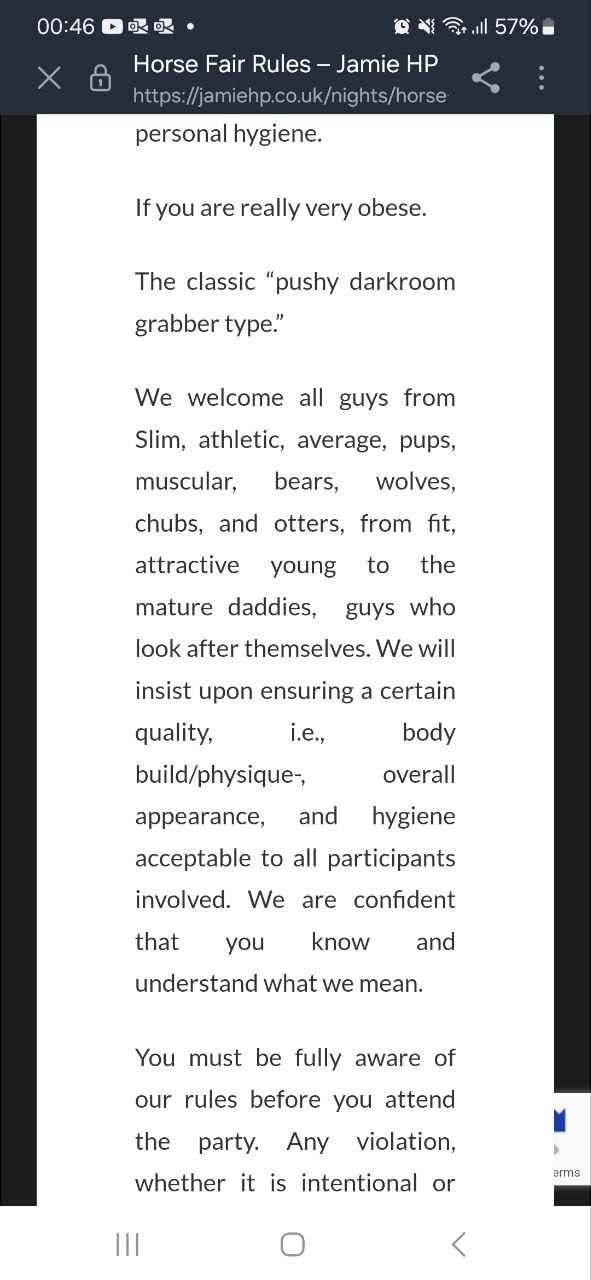 00:46
57%
Horse Fair Rules – Jamie HP
https://jamiehp.co.uk/nights/horse
personal hygiene.
If you are really very obese.
The classic “pushy darkroom
grabber type.”
We welcome all guys from
Slim, athletic, average, pups,
muscular, bears, wolves,
chubs, and otters, from fit,
attractive young to the
mature daddies, guys who
look after themselves. We will
insist upon ensuring a certain
quality, i.e., body
build/physique-, overall
appearance, and hygiene
acceptable to all participants
involved. We are confident
that you know and
understand what we mean.
You must be fully aware of
our rules before you attend
the party. Any violation,
whether it is intentional or
erms